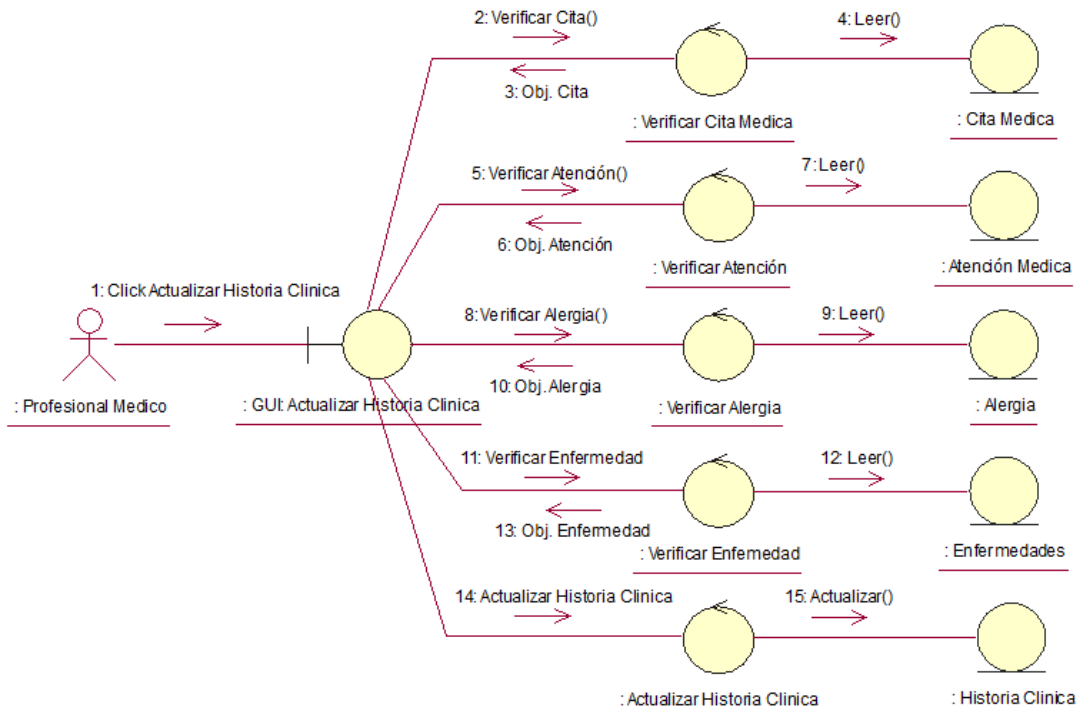 2: Verificar Cita()
4: Leer()
3: Obj. Cita
: Verificar Cita Medica
: Cita Medica
5: Verificar Atención()
7: Leer()
6: Obj. Atención
: Verificar Atención
: Atención Medica
1: Click Actualizar Historia Clinica
8: Verificar Alergia()
9: Leer()
10: Obj. Alergia
: Profesional Medico
: GUI: Actualizar Historia Clinica
: Verificar Alergia
: Alergia
11: Verificar Enfermedad
12: Leer()
13: Obj. Enfermedad
: Verificar Enfemedad
: Enfermedades
14: Actualizar Historia Clinica
15: Actualizar()
: Actualizar Historia Clinica
: Historia Clinica